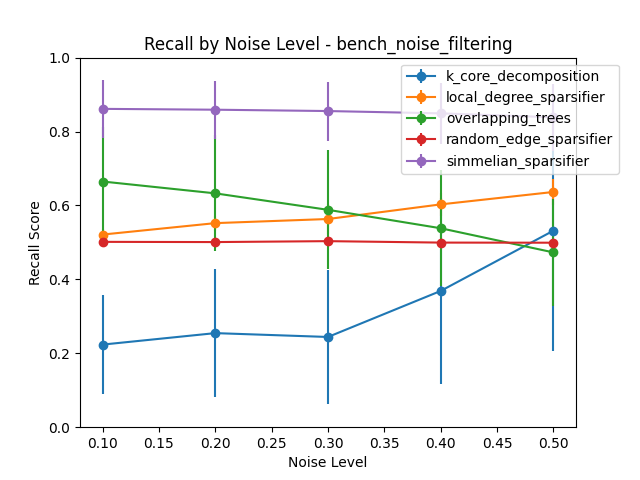 Recall by Noise Level - bench_noise_filtering
k_core_decomposition
local_degree_sparsifier
overlapping_trees
random_edge_sparsifier
simmelian_sparsifier
Recall Score
1.0
0.8
0.6
0.4
0.2
0.0
0.10 0.15 0.20 0.25 0.30 0.35 0.40 0.45 0.50
Noise Level